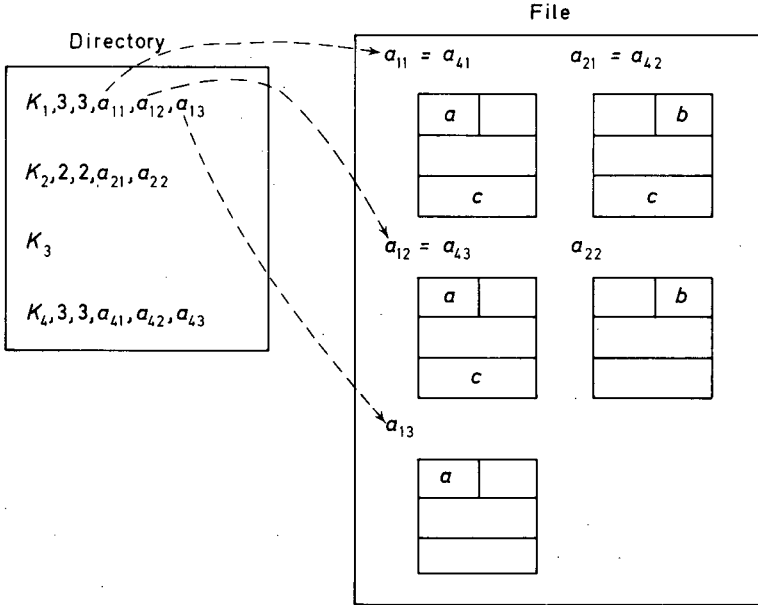 File
Directory
K₁,3,3,a₁₁,a₁₂,a₁₃
K₂,2,2,a₂₁,a₂₂
K₃
K₄,3,3,a₄₁,a₄₂,a₄₃
a₁₁ = a₄₁
a₂₁ = a₄₂
a
b
c
c
a₁₂ = a₄₃
a₂₂
a
b
c
a₁₃
a